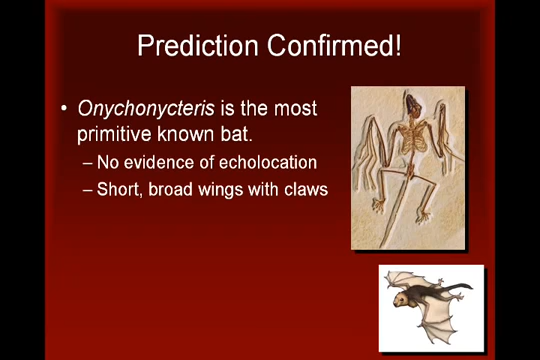 Prediction Confirmed!
• Onychonycteris is the most
primitive known bat.
– No evidence of echolocation
– Short, broad wings with claws